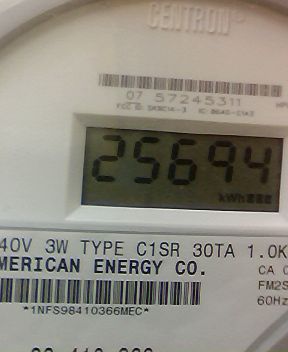 CENTRON®
07 57245311
25694
kWh
40V 3W TYPE C1SR 30TA 1.0K
MERICAN ENERGY CO.
CA 0
FM2S
60Hz
*1NFS98410366MEC*